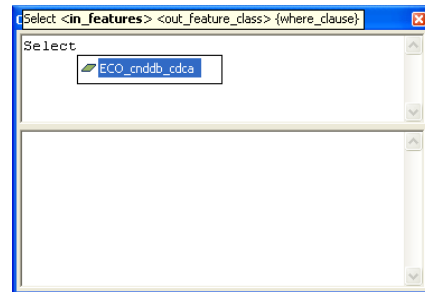 Select <in_features> <out_feature_class> {where_clause}
Select
ECO_cnddb_cdca